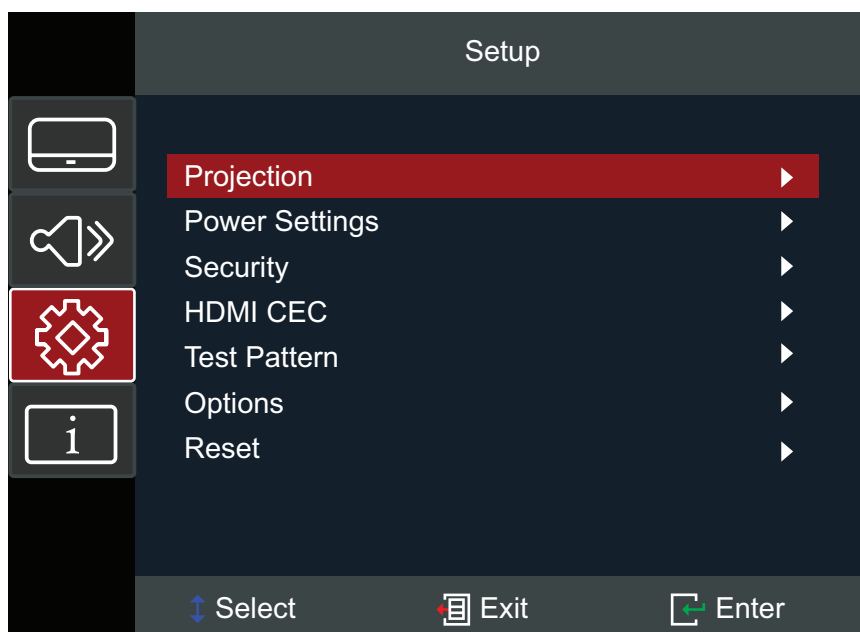 Setup
Projection
Power Settings
Security
HDMI CEC
Test Pattern
Options
i
Reset
Select Exit Enter